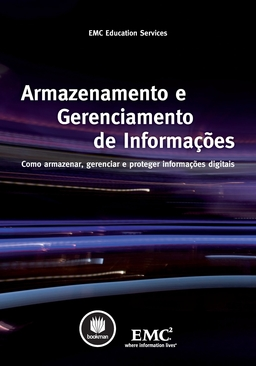 EMC Education Services
Armazenamento e
Gerenciamento
de Informações
Como armazenar, gerenciar e proteger informações digitais
bookman
EMC²
where information lives®